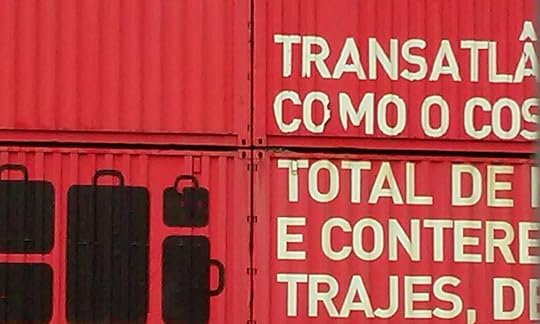 TRANSATLÂ
COMO O COS
TOTAL DE
E CONTERE
TRAJES, DE